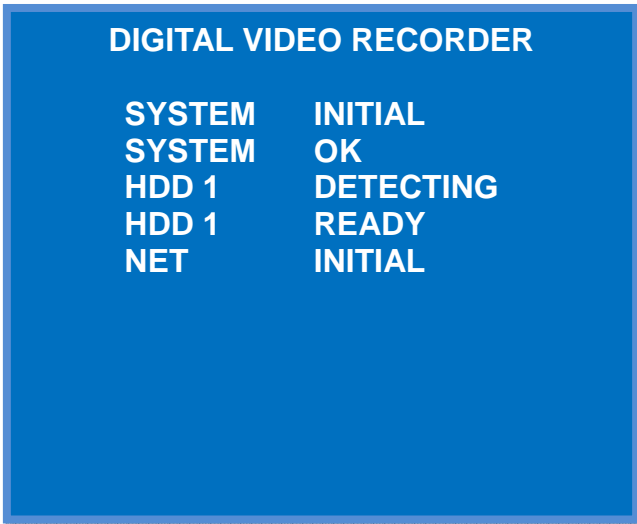 DIGITAL VIDEO RECORDER
SYSTEM INITIAL
SYSTEM OK
HDD 1 DETECTING
HDD 1 READY
NET INITIAL